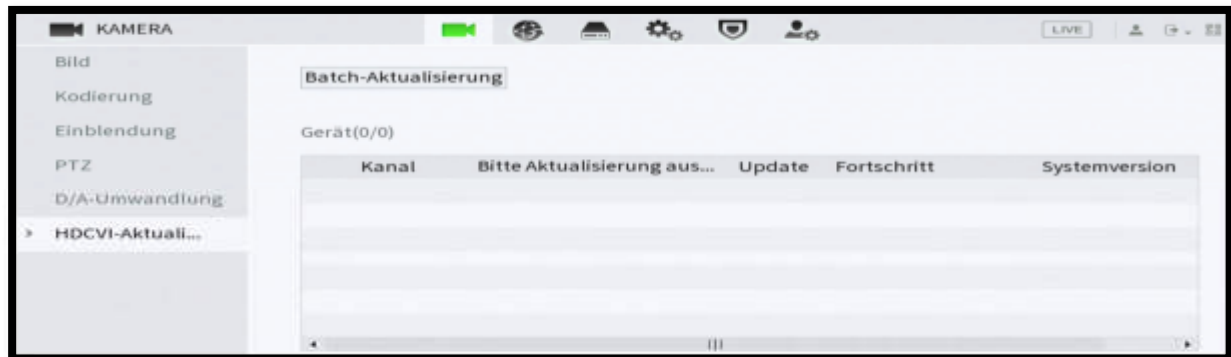 KAMERA LIVE
Bild
Batch-Aktualisierung
Kodierung
Einblendung
Gerät(0/0)
PTZ
Kanal Bitte Aktualisierung aus... Update Fortschritt Systemversion
D/A-Umwandlung
> HDCVI-Aktuali...